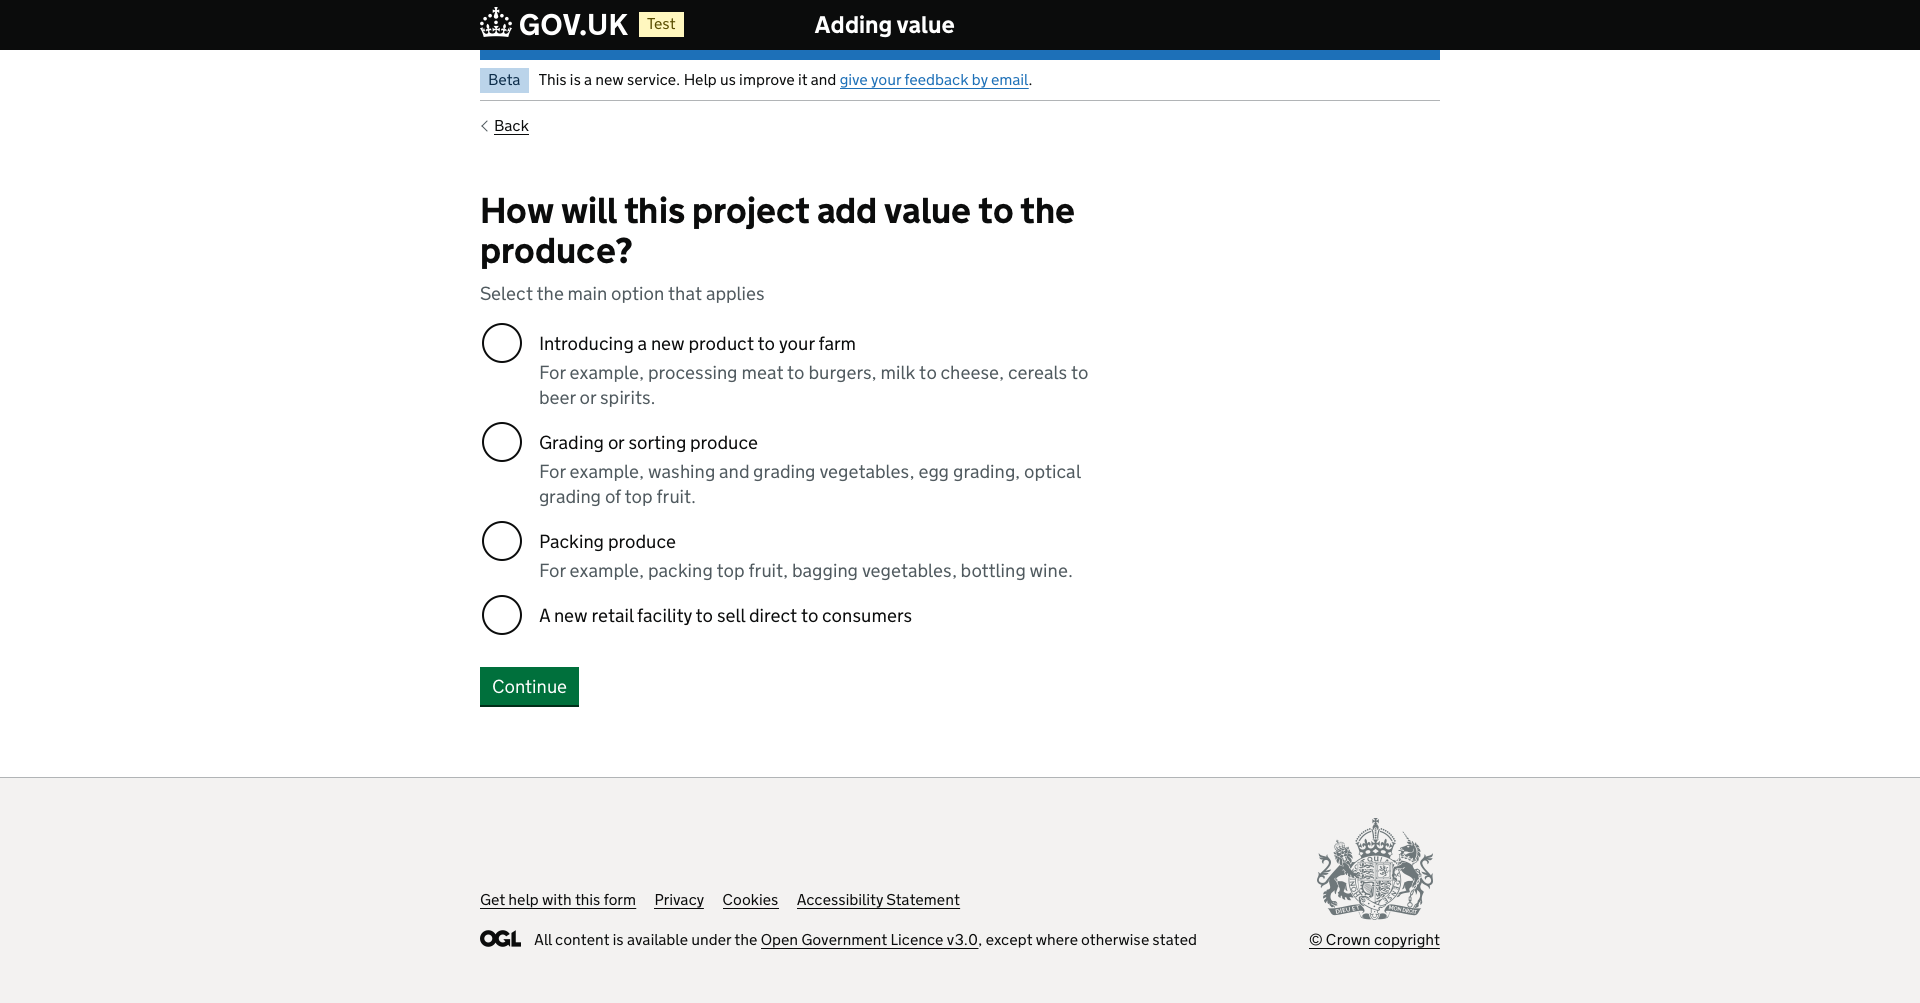 GOV.UK Test Adding value
Beta This is a new service. Help us improve it and give your feedback by email.
Back
How will this project add value to the
produce?
Select the main option that applies
Introducing a new product to your farm
For example, processing meat to burgers, milk to cheese, cereals to
beer or spirits.
Grading or sorting produce
For example, washing and grading vegetables, egg grading, optical
grading of top fruit.
Packing produce
For example, packing top fruit, bagging vegetables, bottling wine.
A new retail facility to sell direct to consumers
Continue
Get help with this form Privacy Cookies Accessibility Statement
OGL All content is available under the Open Government Licence v3.0, except where otherwise stated
© Crown copyright